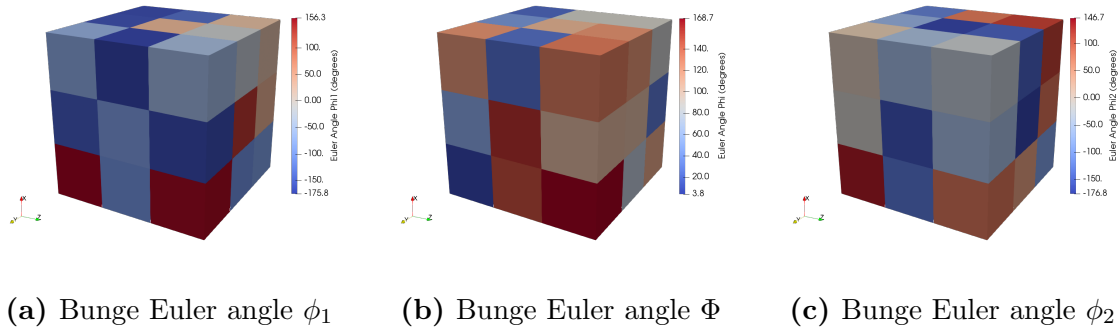 156.3
100.
50.0
0.00
-50.0
-100.
-175.8
Euler Angle Phi1 (degrees)
X
Y
Z
168.7
140.
120.
100.
80.0
60.0
40.0
20.0
3.8
Euler Angle Phi (degrees)
X
Y
Z
146.7
100.
50.0
0.00
-50.0
-100.
-150.
-176.8
Euler Angle Phi2 (degrees)
X
Y
Z
(a) Bunge Euler angle ϕ₁
(b) Bunge Euler angle Φ
(c) Bunge Euler angle ϕ₂